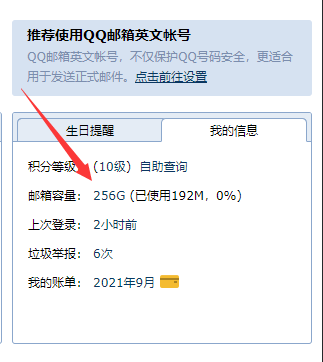 推荐使用QQ邮箱英文帐号
QQ邮箱英文帐号，不仅保护QQ号码安全，更适合
用于发送正式邮件。点击前往设置
生日提醒 我的信息
积分等级：(10级) 自助查询
邮箱容量：256G (已使用192M，0%)
上次登录：2小时前
垃圾举报：6次
我的账单：2021年9月